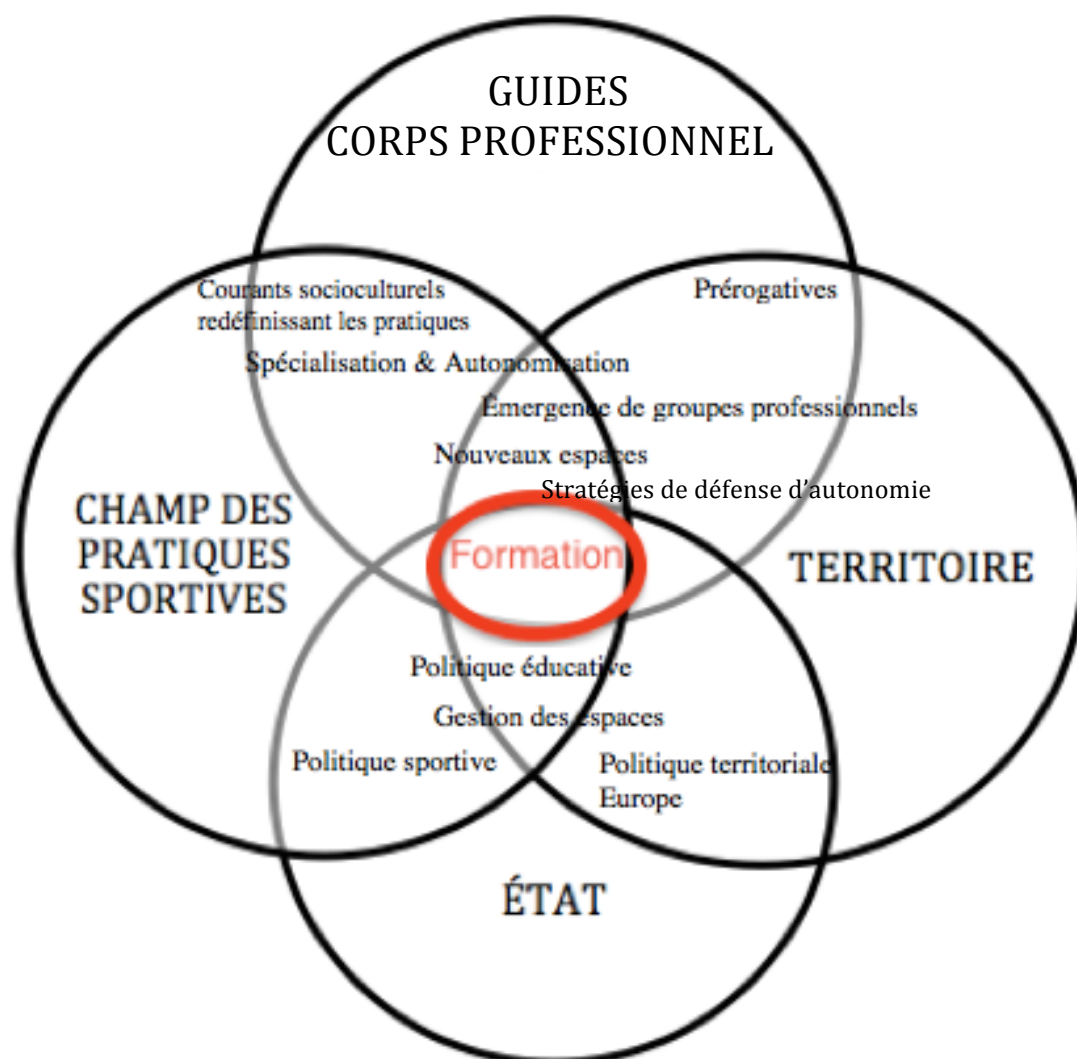 GUIDES
CORPS PROFESSIONNEL
Courants socioculturels
redéfinissant les pratiques
Prérogatives
Spécialisation & Autonomisation
Émergence de groupes professionnels
Nouveaux espaces
Stratégies de défense d'autonomie
CHAMP DES
PRATIQUES
SPORTIVES
Formation
TERRITOIRE
Politique éducative
Gestion des espaces
Politique sportive
Politique territoriale
Europe
ÉTAT